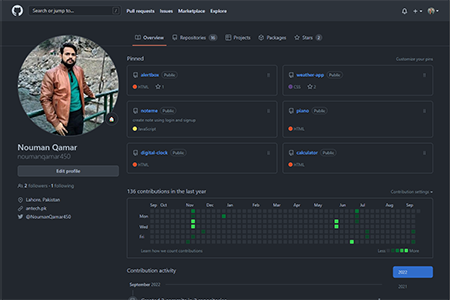 Search or jump to...
Pull requests Issues Marketplace Explore
Overview
Repositories 16
Projects
Packages
Stars 2
Pinned
Customize your pins
alertbox Public
HTML 1
weather-app Public
CSS 2
notems Public
create note using login and signup
JavaScript
piano Public
HTML
digital-clock Public
HTML
calculator Public
HTML
Nouman Qamar
noumanqamar450
Edit profile
2 followers · 1 following
Lahore, Pakistan
antech.pk
@NoumanQamar450
136 contributions in the last year
Contribution settings
Sep Oct Nov Dec Jan Feb Mar Apr May Jun Jul Aug Sep
Mon
Wed
Fri
Learn how we count contributions
Less More
Contribution activity
2022
2021
September 2022